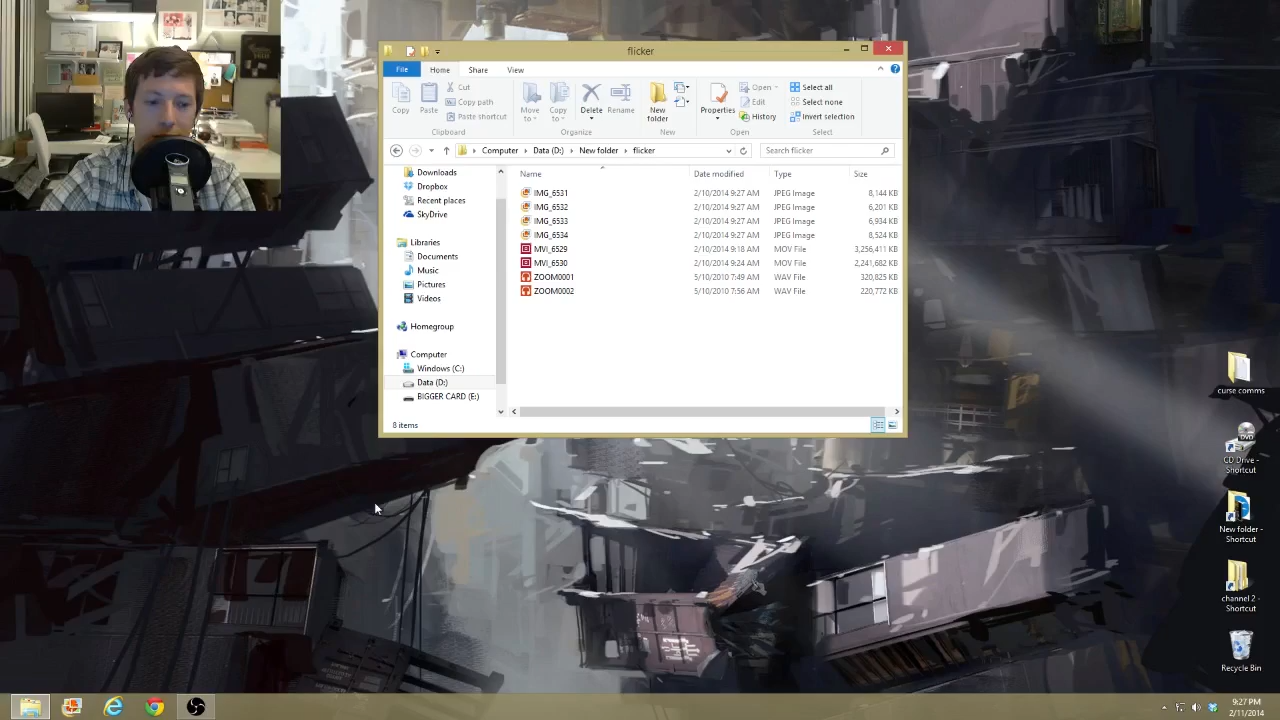 flicker
File Home Share View
Copy Paste Cut Copy path Paste shortcut Move to Copy to Delete Rename New folder Properties Open Edit History Select all Select none Invert selection
Clipboard Organize New Open Select
Computer Data (D:) New folder flicker Search flicker
Name Date modified Type Size
Downloads
Dropbox
Recent places
SkyDrive
Libraries
Documents
Music
Pictures
Videos
Homegroup
Computer
Windows (C:)
Data (D:)
BIGGER CARD (E:)
IMG_6531 2/10/2014 9:27 AM JPEG Image 8,144 KB
IMG_6532 2/10/2014 9:27 AM JPEG Image 6,201 KB
IMG_6533 2/10/2014 9:27 AM JPEG Image 6,934 KB
IMG_6534 2/10/2014 9:27 AM JPEG Image 8,524 KB
MVI_6529 2/10/2014 9:18 AM MOV File 3,256,411 KB
MVI_6530 2/10/2014 9:24 AM MOV File 2,241,682 KB
ZOOM0001 5/10/2010 7:49 AM WAV File 320,825 KB
ZOOM0002 5/10/2010 7:56 AM WAV File 220,772 KB
8 items
curse comms
DVD
CD Drive -
Shortcut
New folder -
Shortcut
channel 2 -
Shortcut
Recycle Bin
9:27 PM
2/11/2014